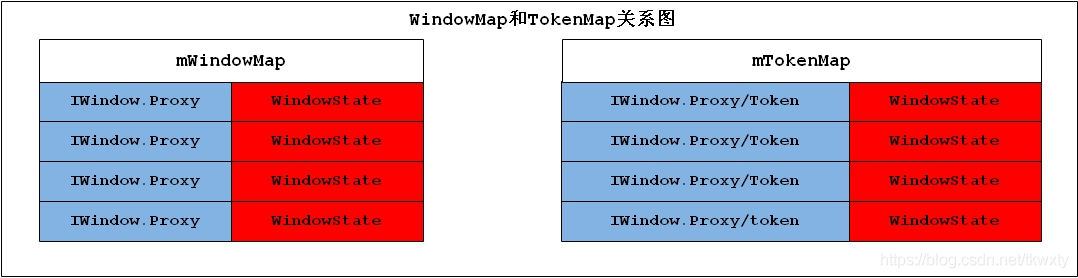 WindowMap和TokenMap关系图
mWindowMap
IWindow.Proxy WindowState
IWindow.Proxy WindowState
IWindow.Proxy WindowState
IWindow.Proxy WindowState
mTokenMap
IWindow.Proxy/Token WindowState
IWindow.Proxy/Token WindowState
IWindow.Proxy/Token WindowState
IWindow.Proxy/token WindowState
https://blog.csdn.net/tkwxty